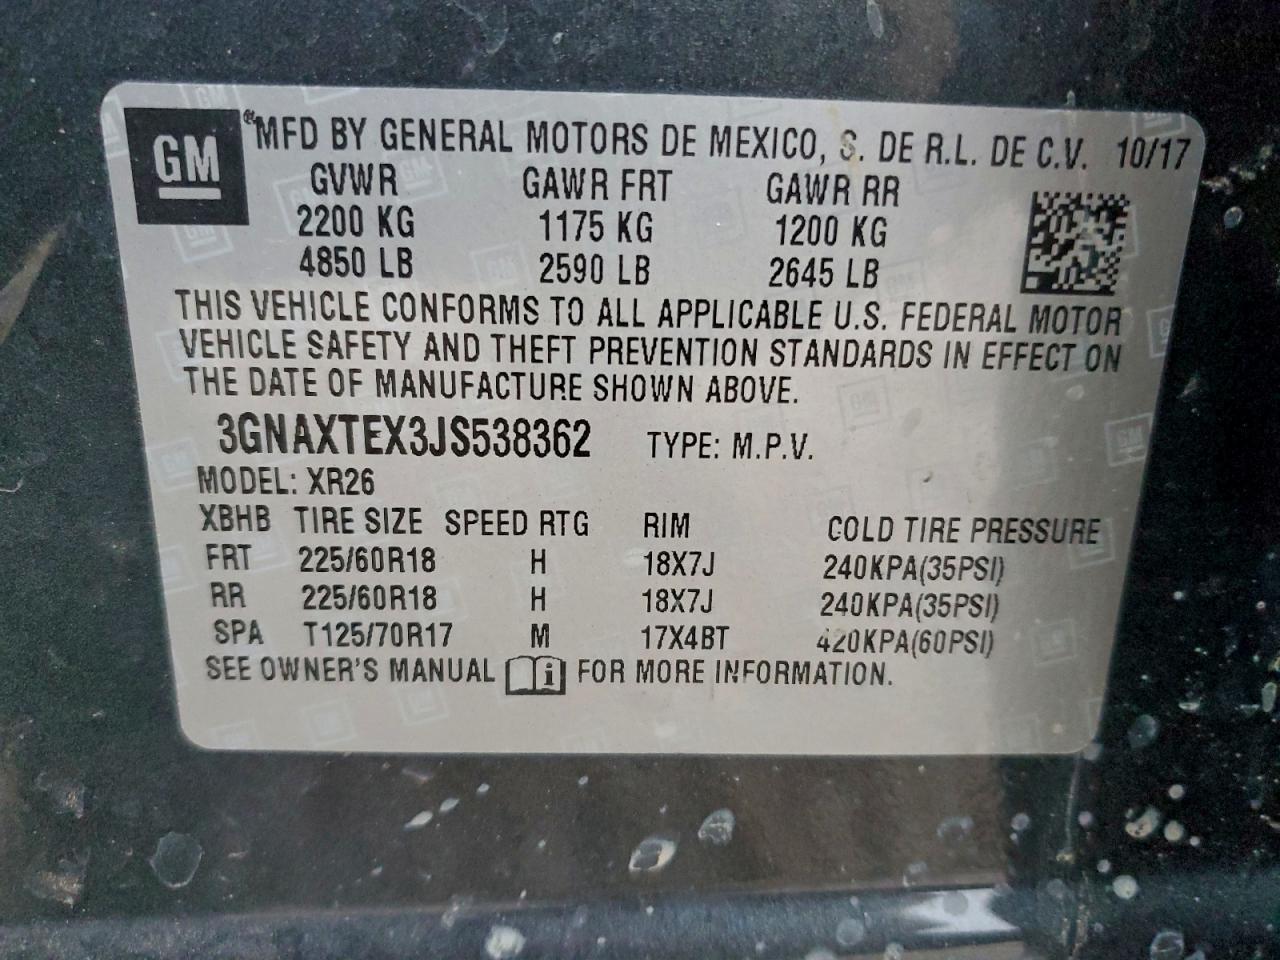 GM
® MFD BY GENERAL MOTORS DE MEXICO, S. DE R.L. DE C.V. 10/17
GVWR GAWR FRT GAWR RR
2200 KG 1175 KG 1200 KG
4850 LB 2590 LB 2645 LB
THIS VEHICLE CONFORMS TO ALL APPLICABLE U.S. FEDERAL MOTOR
VEHICLE SAFETY AND THEFT PREVENTION STANDARDS IN EFFECT ON
THE DATE OF MANUFACTURE SHOWN ABOVE.
3GNAXTEX3JS538362 TYPE: M.P.V.
MODEL: XR26
XBHB TIRE SIZE SPEED RTG RIM COLD TIRE PRESSURE
FRT 225/60R18 H 18X7J 240KPA(35PSI)
RR 225/60R18 H 18X7J 240KPA(35PSI)
SPA T125/70R17 M 17X4BT 420KPA(60PSI)
SEE OWNER'S MANUAL i FOR MORE INFORMATION.